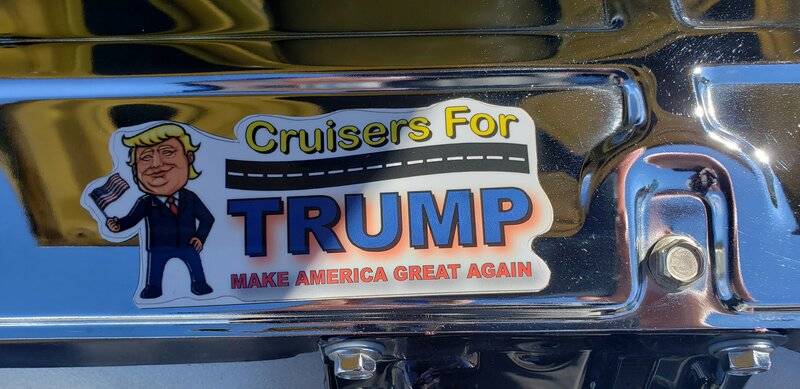 Cruisers For
TRUMP
MAKE AMERICA GREAT AGAIN